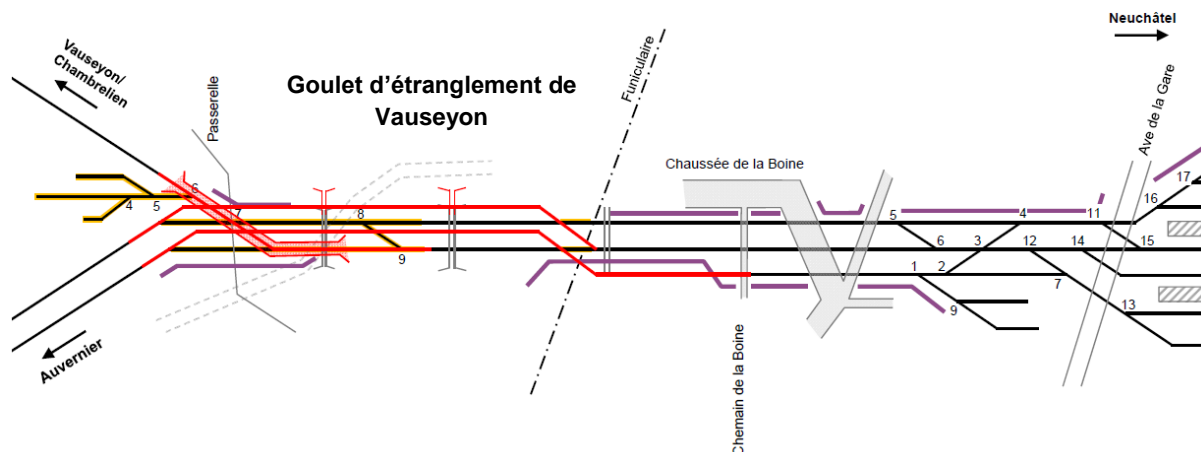 Neuchâtel
Vauseyon/
Chambrelien
Goulet d'étranglement de
Vauseyon
Passerelle
Funiculaire
Chaussée de la Boine
Ave de la Gare
6
7
4
5
8
9
5
6
3
4
12
11
14
16
17
15
1
2
7
9
13
Auvernier
Chemain de la Boine